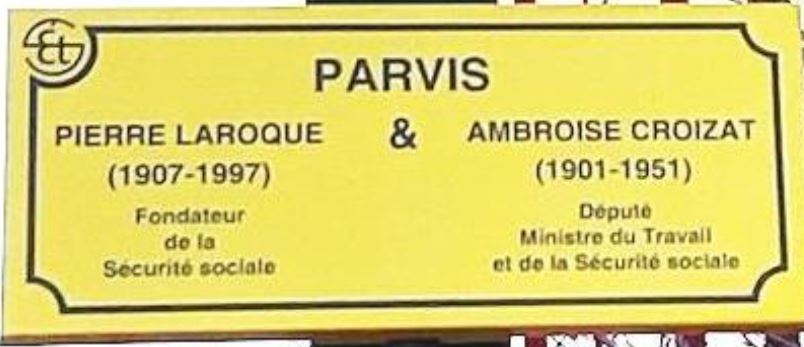 PARVIS
PIERRE LAROQUE & AMBROISE CROIZAT
(1907-1997) (1901-1951)
Fondateur
de la
Sécurité sociale
Député
Ministre du Travail
et de la Sécurité sociale